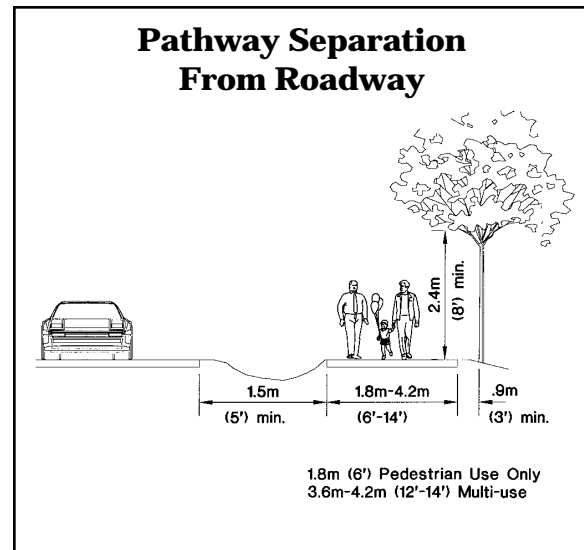 Pathway Separation
From Roadway
2.4m
(8') min.
1.5m
1.8m-4.2m
.9m
(5') min.
(6'-14')
(3') min.
1.8m (6') Pedestrian Use Only
3.6m-4.2m (12'-14') Multi-use